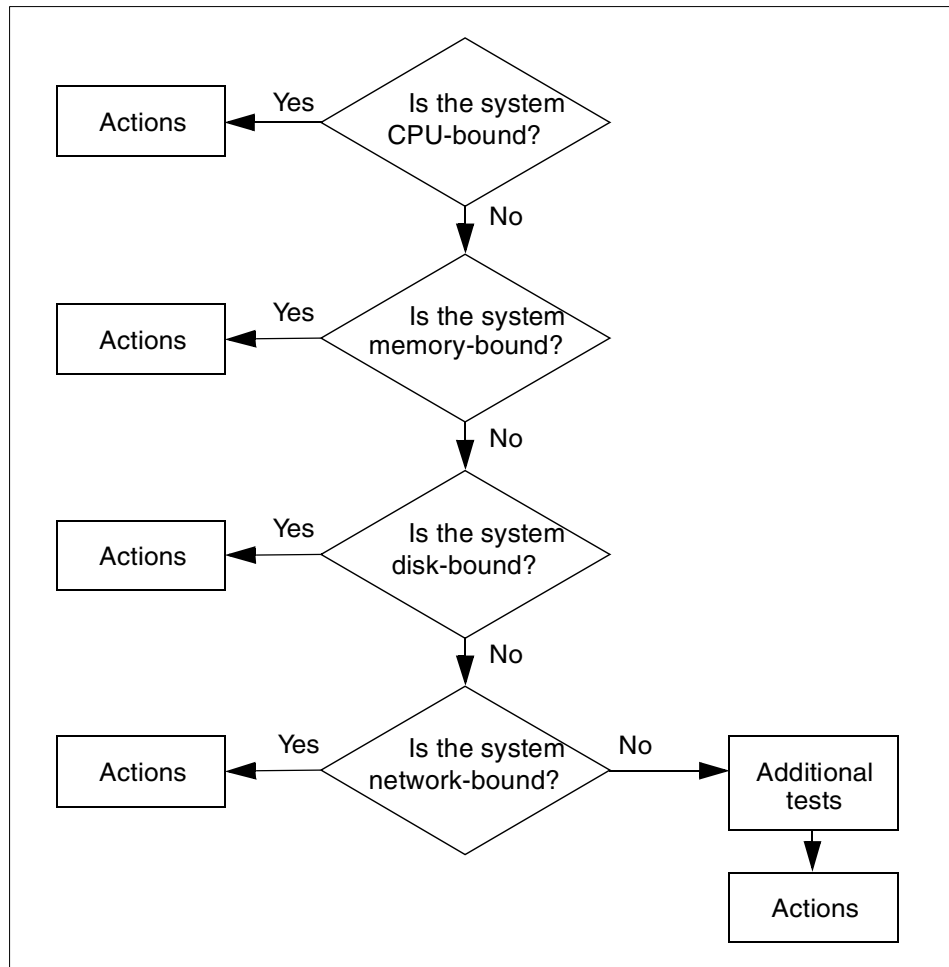 Is the system
CPU-bound?
Yes
Actions
No
Is the system
memory-bound?
Yes
Actions
No
Is the system
disk-bound?
Yes
Actions
No
Is the system
network-bound?
Yes
Actions
No
Additional
tests
Actions